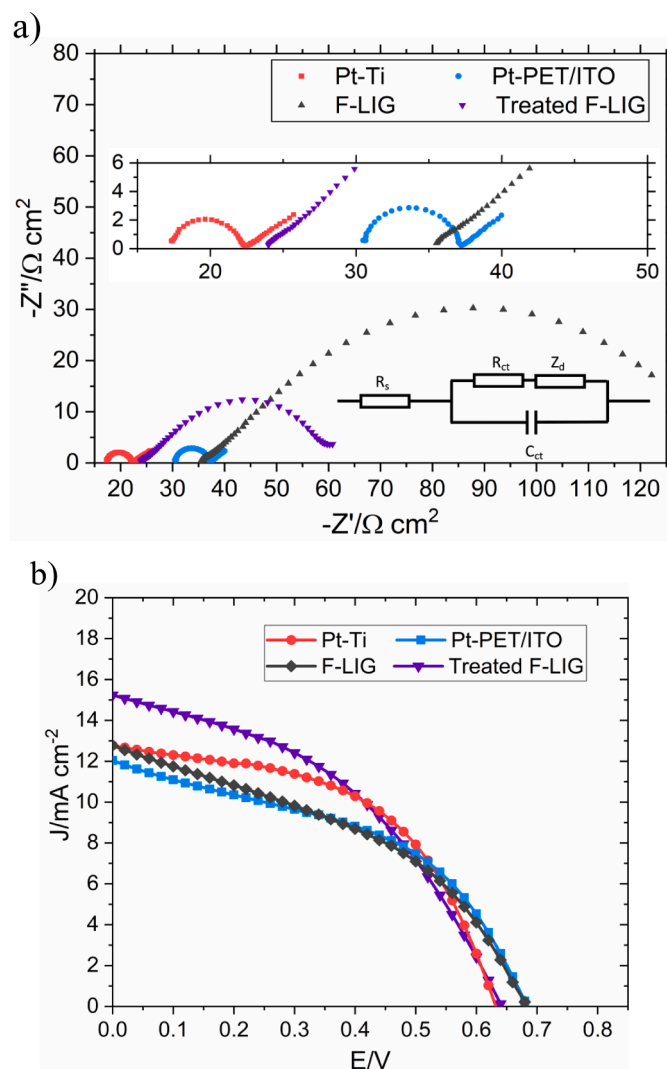 a)
80
70
60
50
40
30
20
10
0
-Z"/Ω cm²
Pt-Ti
Pt-PET/ITO
F-LIG
Treated F-LIG
6
4
2
0
20 30 40 50
R_s
R_ct
Z_d
C_ct
20 30 40 50 60 70 80 90 100 110 120
-Z'/Ω cm²
b)
20
18
16
14
12
10
8
6
4
2
0
J/mA cm⁻²
Pt-Ti
Pt-PET/ITO
F-LIG
Treated F-LIG
0.0 0.1 0.2 0.3 0.4 0.5 0.6 0.7 0.8
E/V